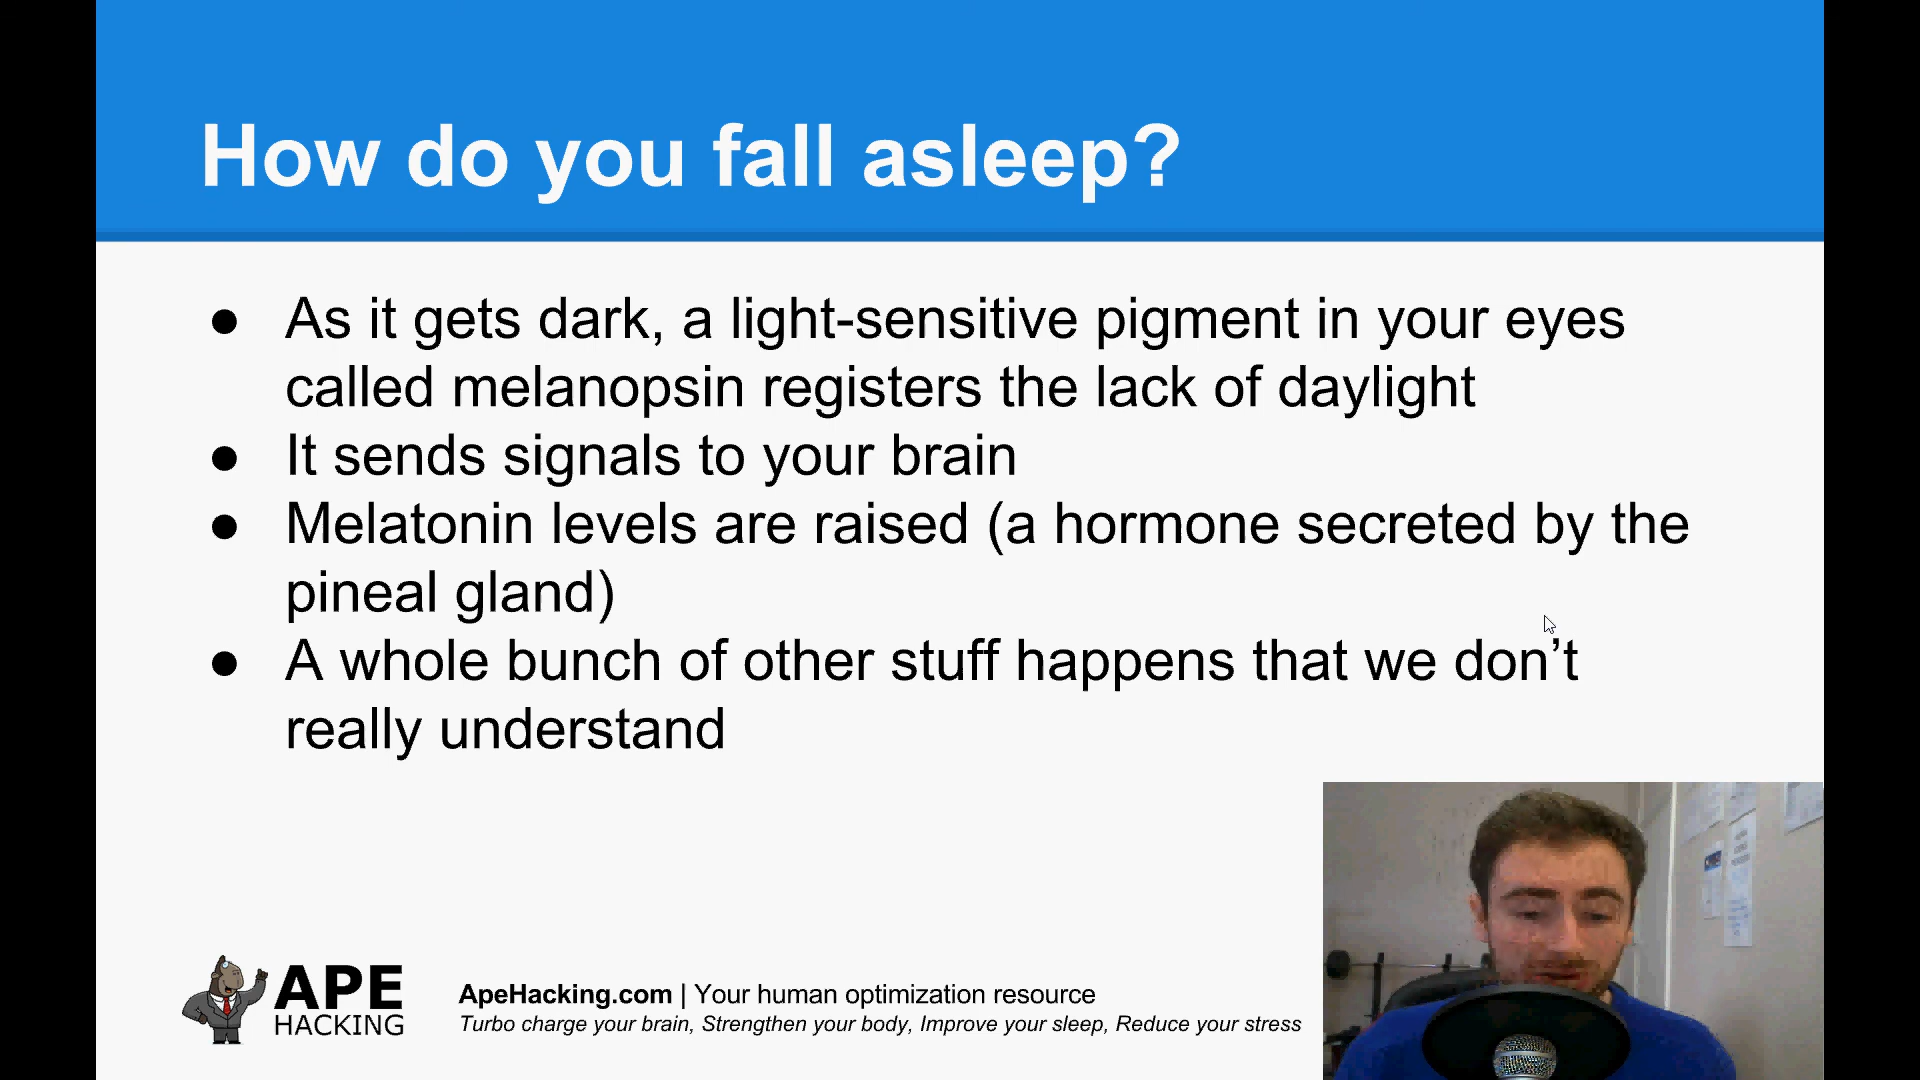 How do you fall asleep?
● As it gets dark, a light-sensitive pigment in your eyes
called melanopsin registers the lack of daylight
● It sends signals to your brain
● Melatonin levels are raised (a hormone secreted by the
pineal gland)
● A whole bunch of other stuff happens that we don’t
really understand
APE
HACKING
ApeHacking.com | Your human optimization resource
Turbo charge your brain, Strengthen your body, Improve your sleep, Reduce your stress